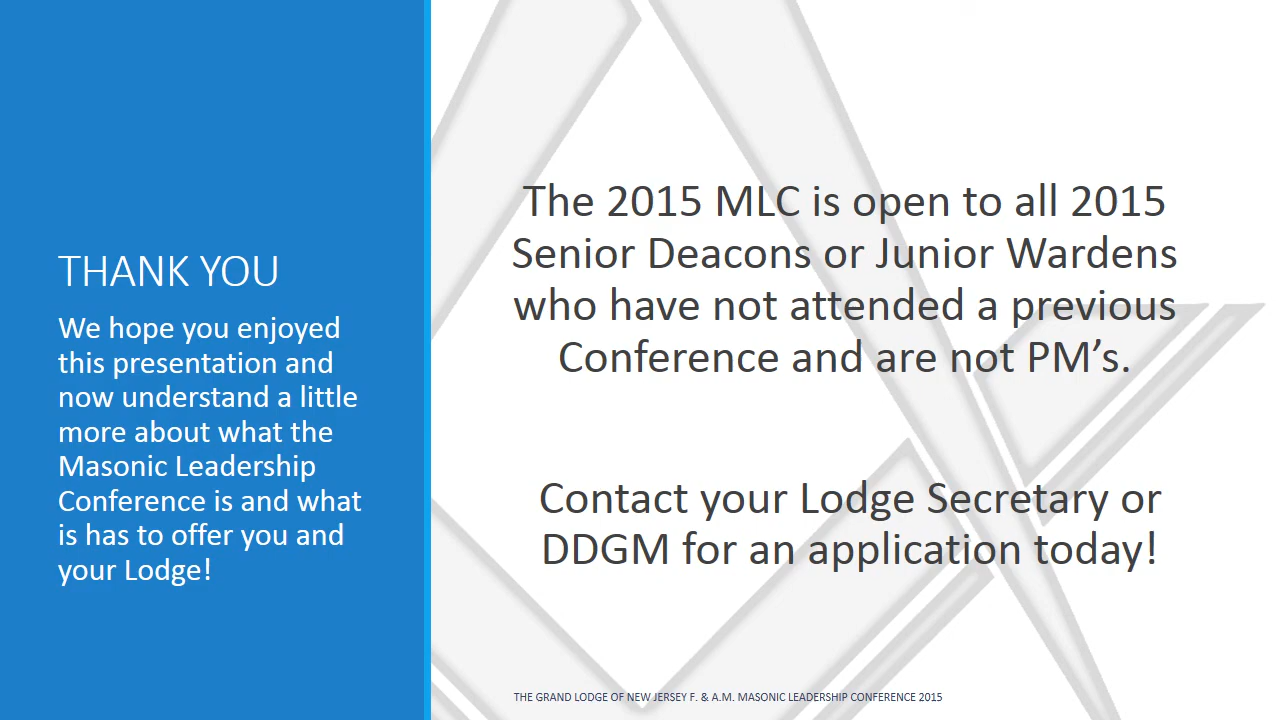 THANK YOU
We hope you enjoyed
this presentation and
now understand a little
more about what the
Masonic Leadership
Conference is and what
is has to offer you and
your Lodge!
The 2015 MLC is open to all 2015
Senior Deacons or Junior Wardens
who have not attended a previous
Conference and are not PM’s.
Contact your Lodge Secretary or
DDGM for an application today!
THE GRAND LODGE OF NEW JERSEY F. & A.M. MASONIC LEADERSHIP CONFERENCE 2015